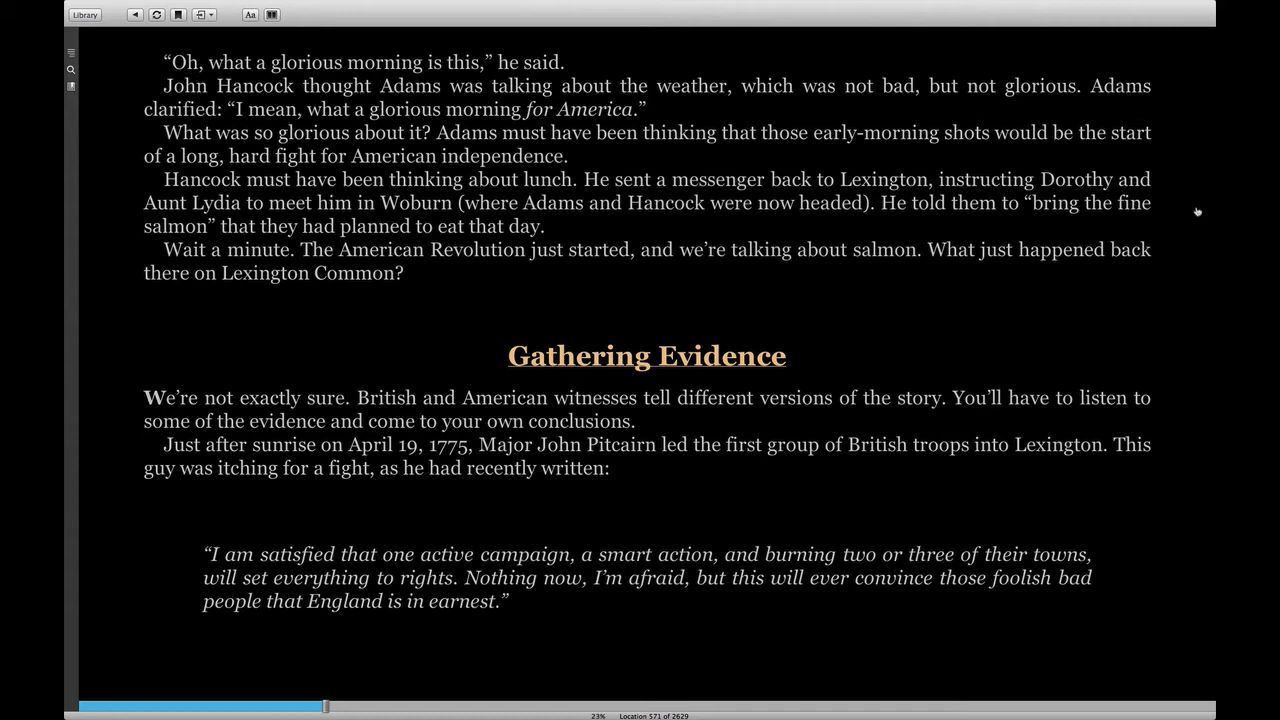 Library
Aa
“Oh, what a glorious morning is this,” he said.
John Hancock thought Adams was talking about the weather, which was not bad, but not glorious. Adams
clarified: “I mean, what a glorious morning for America.”
What was so glorious about it? Adams must have been thinking that those early-morning shots would be the start
of a long, hard fight for American independence.
Hancock must have been thinking about lunch. He sent a messenger back to Lexington, instructing Dorothy and
Aunt Lydia to meet him in Woburn (where Adams and Hancock were now headed). He told them to “bring the fine
salmon” that they had planned to eat that day.
Wait a minute. The American Revolution just started, and we’re talking about salmon. What just happened back
there on Lexington Common?
Gathering Evidence
We’re not exactly sure. British and American witnesses tell different versions of the story. You’ll have to listen to
some of the evidence and come to your own conclusions.
Just after sunrise on April 19, 1775, Major John Pitcairn led the first group of British troops into Lexington. This
guy was itching for a fight, as he had recently written:
“I am satisfied that one active campaign, a smart action, and burning two or three of their towns,
will set everything to rights. Nothing now, I’m afraid, but this will ever convince those foolish bad
people that England is in earnest.”
23% Location 571 of 2629